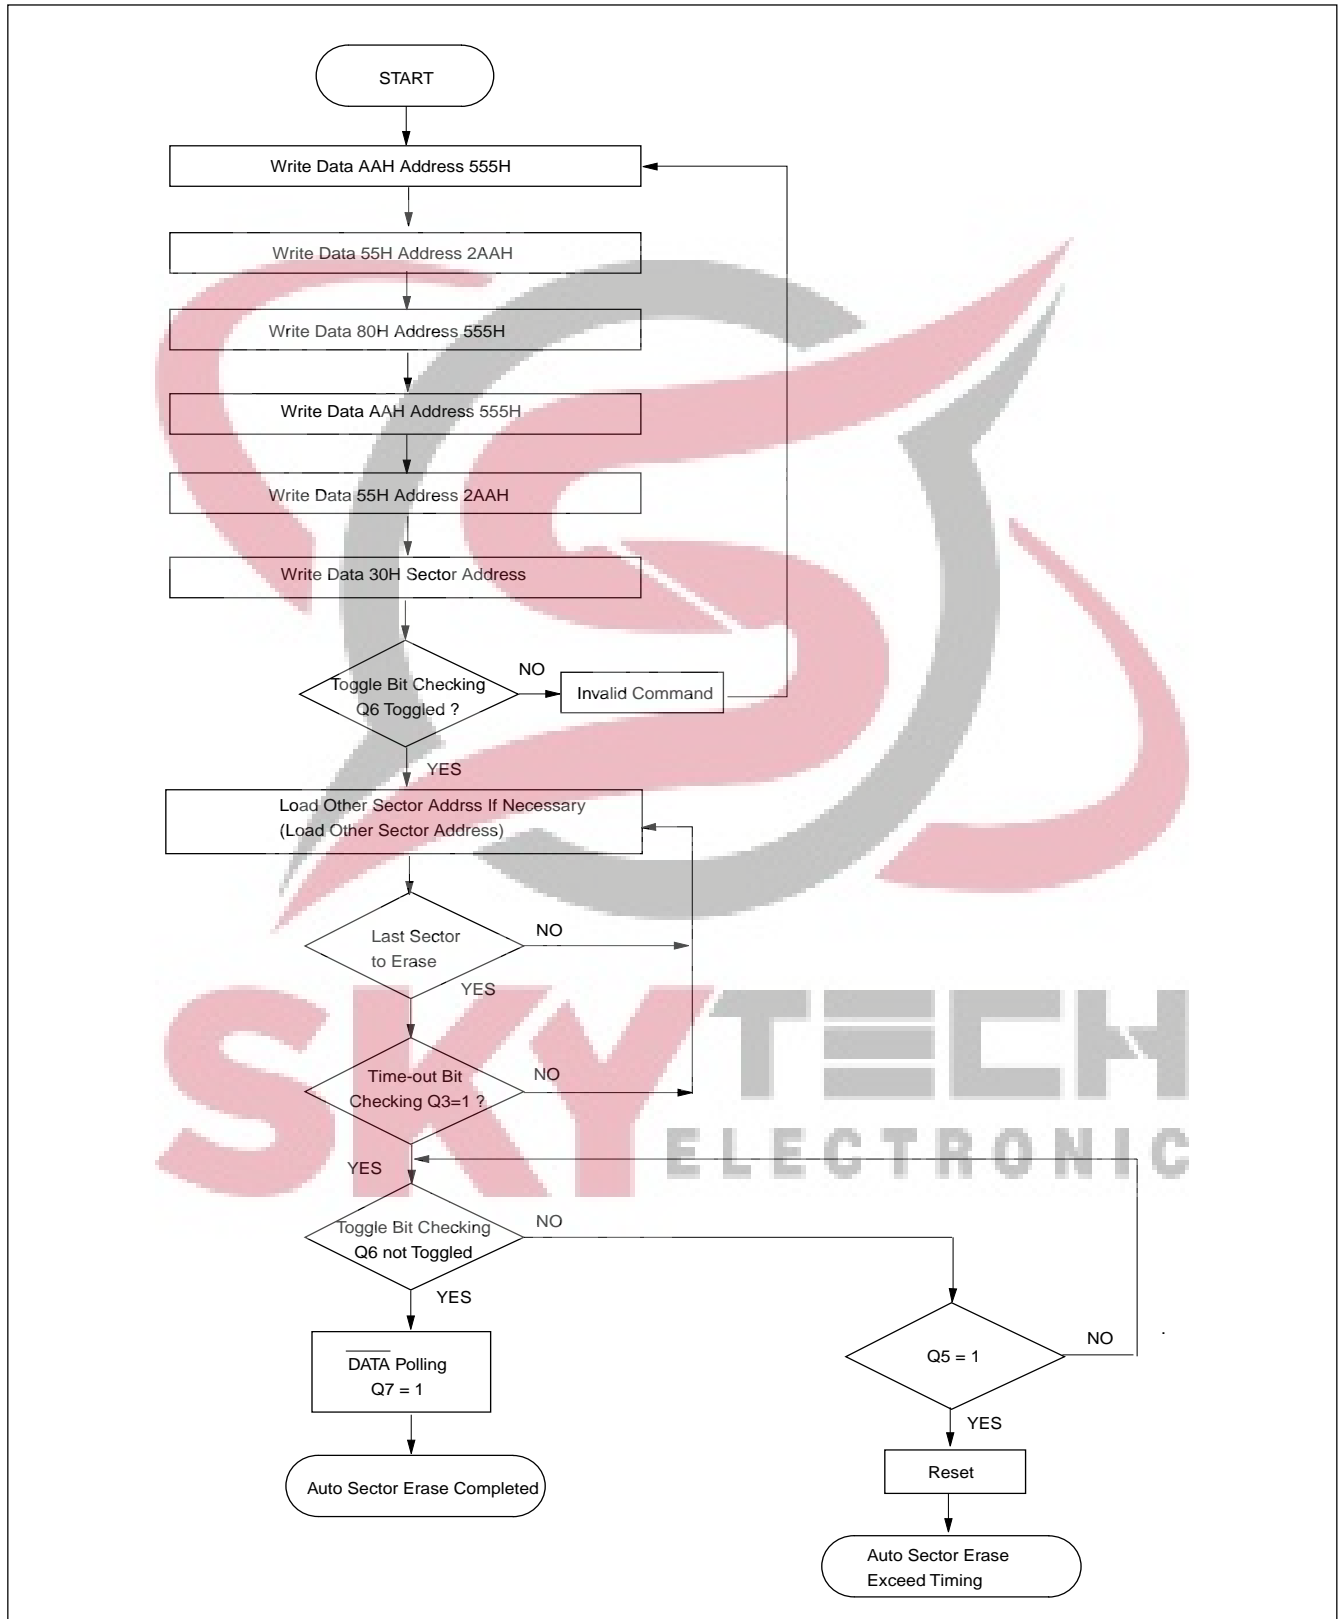 START
Write Data AAH Address 555H
Write Data 55H Address 2AAH
Write Data 80H Address 555H
Write Data AAH Address 555H
Write Data 55H Address 2AAH
Write Data 30H Sector Address
Toggle Bit Checking
Q6 Toggled ?
NO
Invalid Command
YES
Load Other Sector Addrss If Necessary
(Load Other Sector Address)
Last Sector
to Erase
NO
YES
Time-out Bit
Checking Q3=1 ?
NO
YES
Toggle Bit Checking
Q6 not Toggled
NO
YES
DATA Polling
Q7 = 1
Q5 = 1
NO
YES
Auto Sector Erase Completed
Reset
Auto Sector Erase
Exceed Timing
SKYTECH
ELECTRONIC